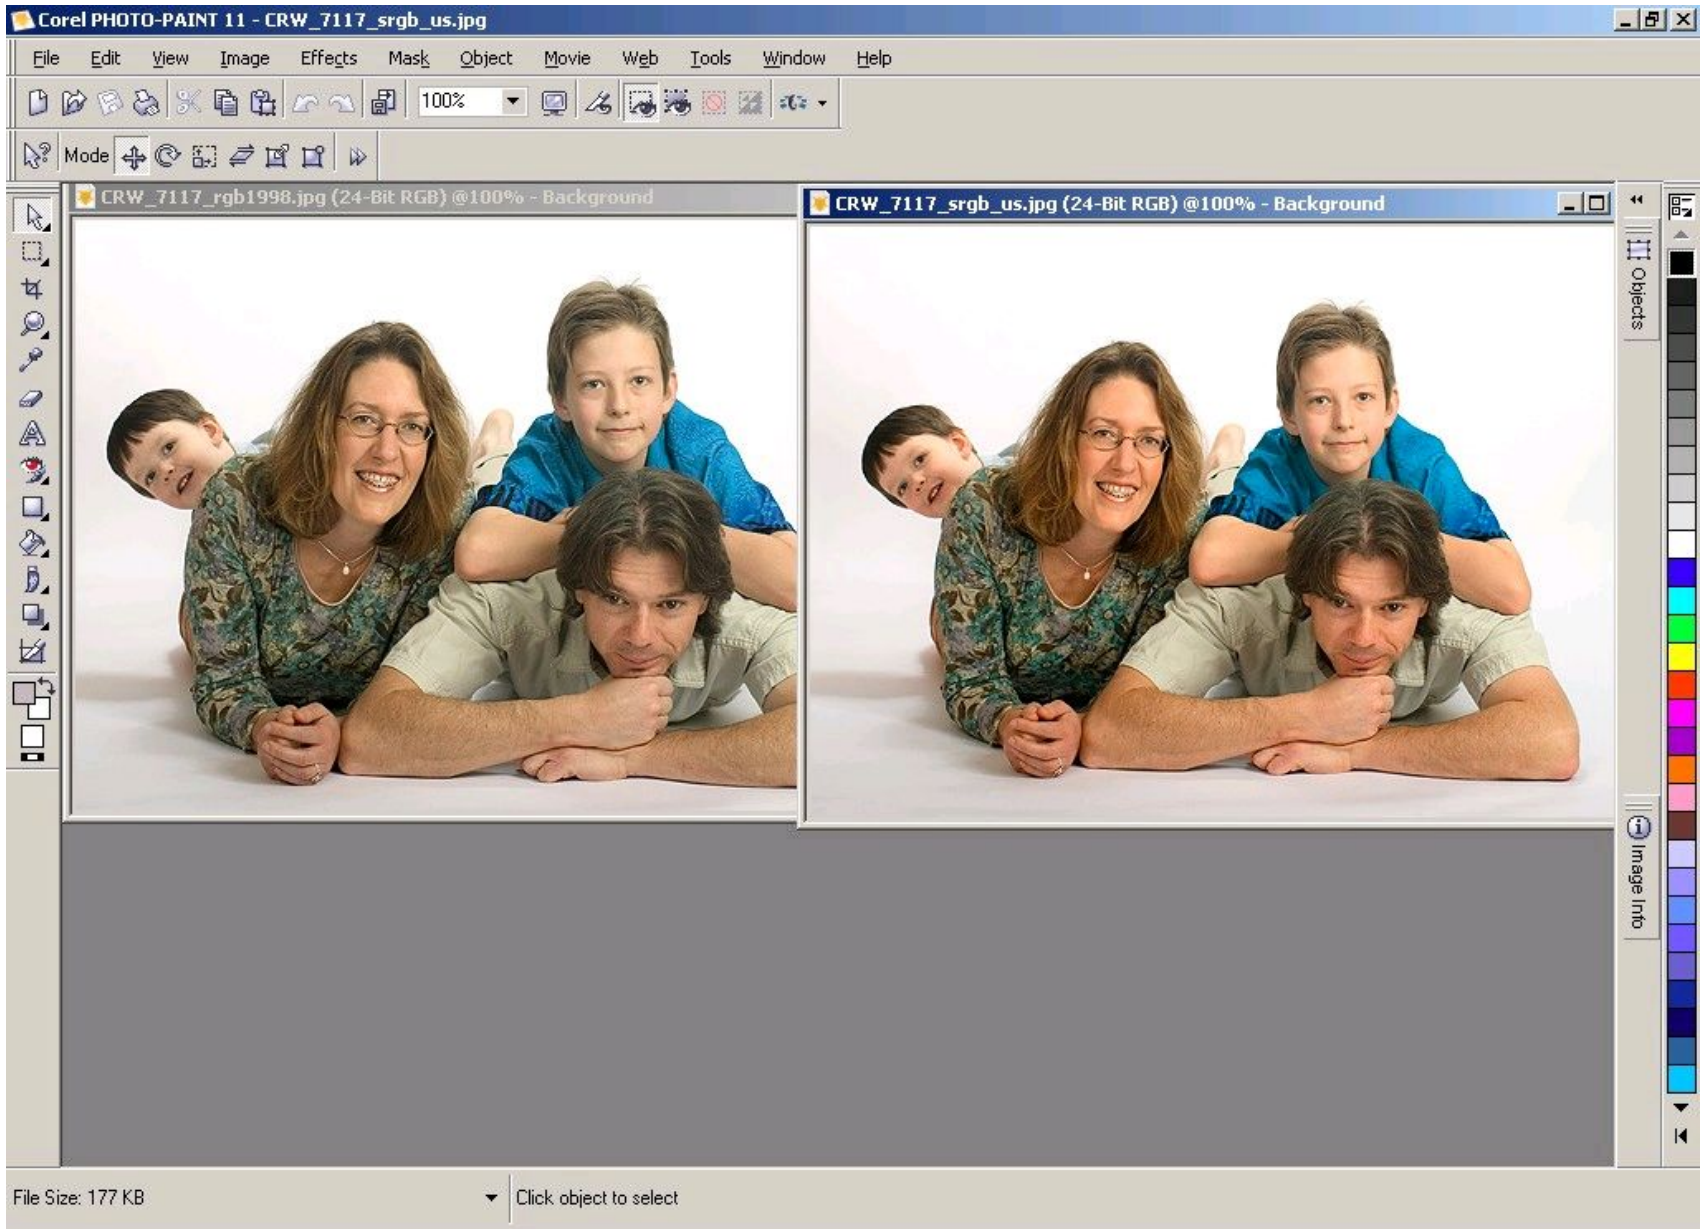 Corel PHOTO-PAINT 11 - CRW_7117_srgb_us.jpg
File Edit View Image Effects Mask Object Movie Web Tools Window Help
100%
Mode
CRW_7117_rgb1998.jpg (24-Bit RGB) @100% - Background
CRW_7117_srgb_us.jpg (24-Bit RGB) @100% - Background
Objects
Image Info
File Size: 177 KB
Click object to select